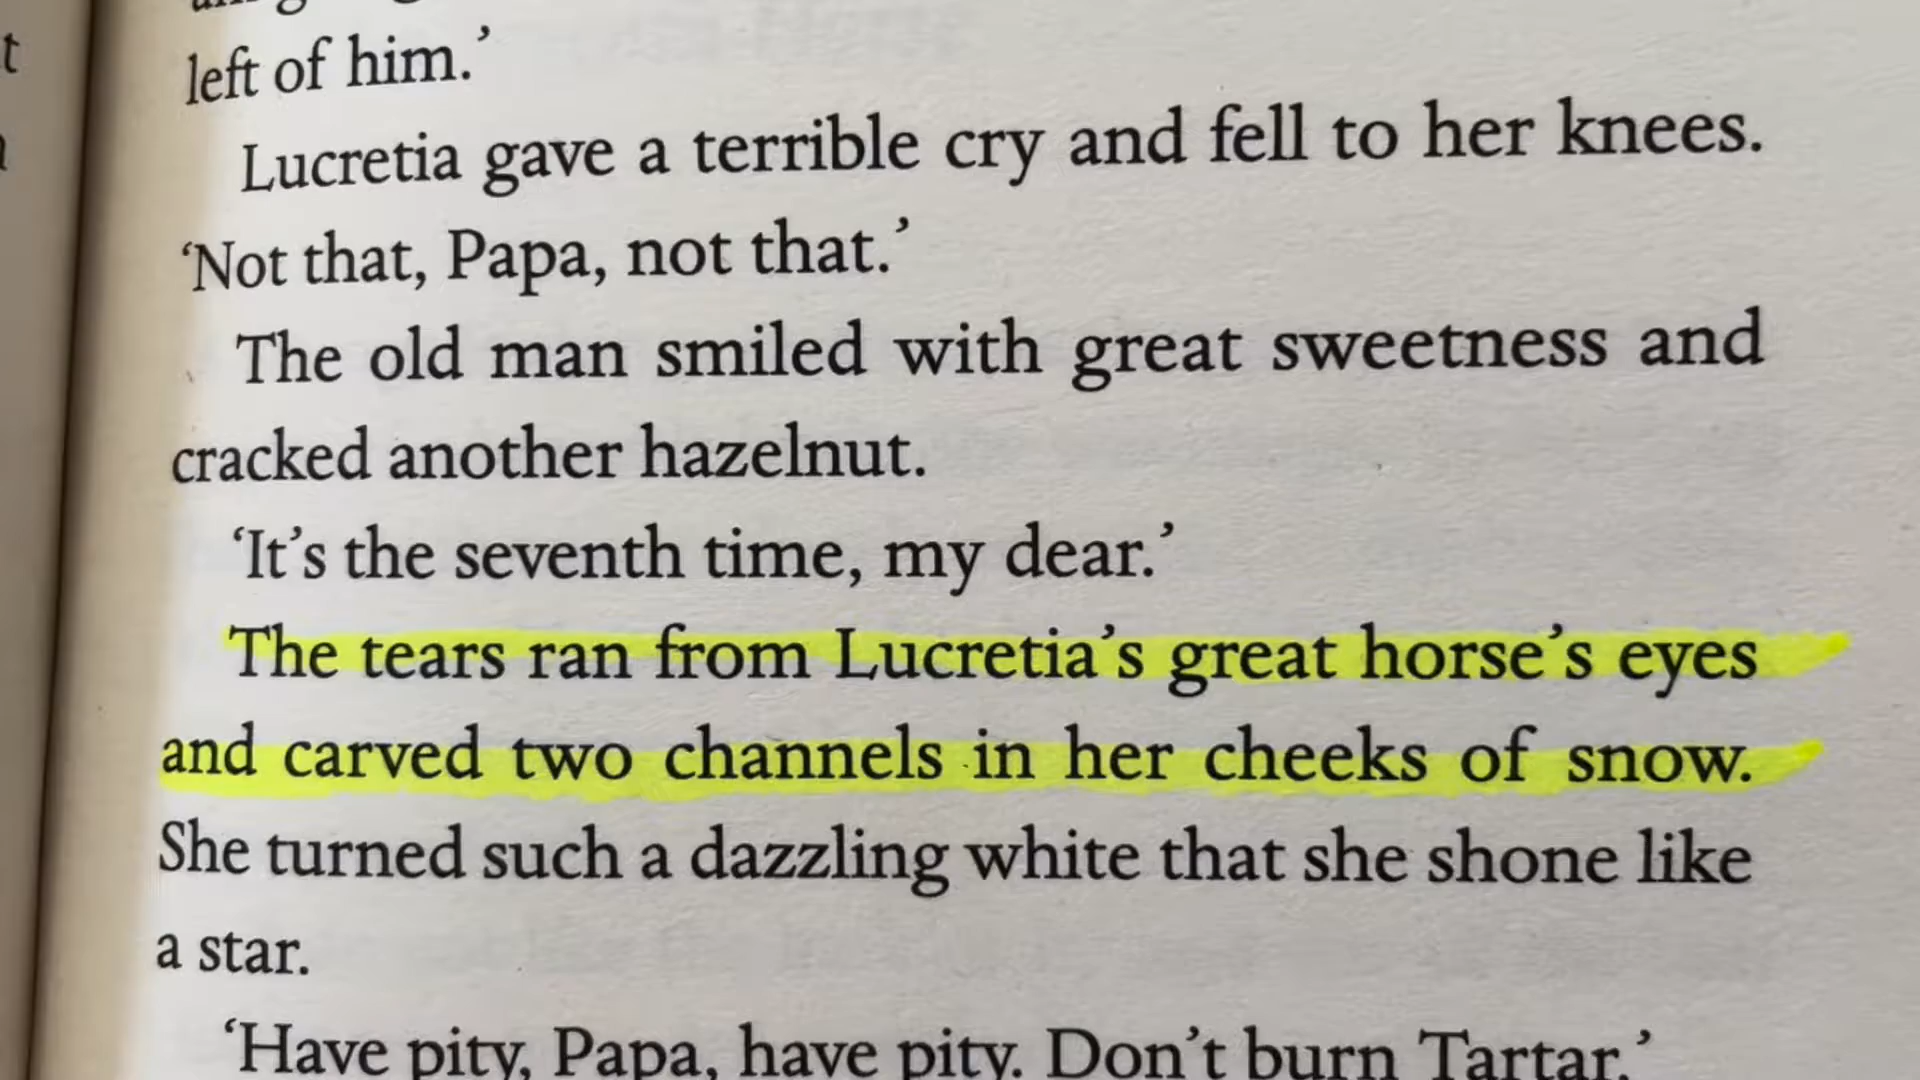 left of him.’
Lucretia gave a terrible cry and fell to her knees.
‘Not that, Papa, not that.’
The old man smiled with great sweetness and
cracked another hazelnut.
‘It’s the seventh time, my dear.’
The tears ran from Lucretia’s great horse’s eyes
and carved two channels in her cheeks of snow.
She turned such a dazzling white that she shone like
a star.
‘Have pity, Papa, have pity. Don’t burn Tartar.’